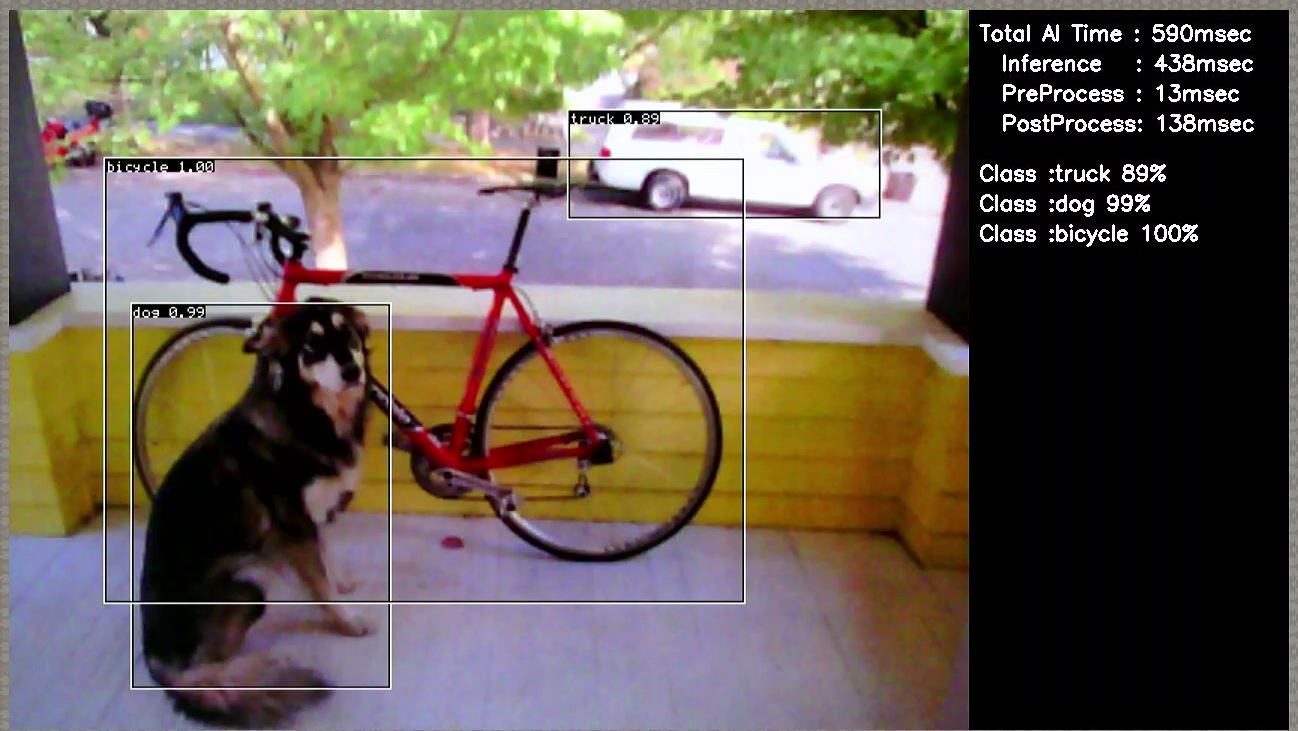 Total AI Time : 590msec
Inference : 438msec
PreProcess : 13msec
PostProcess: 138msec
Class :truck 89%
Class :dog 99%
Class :bicycle 100%
truck 0.89
bicycle 1.00
dog 0.99